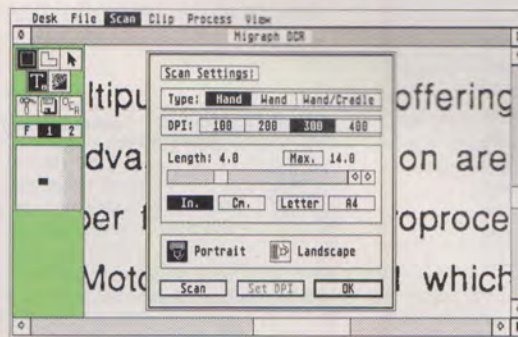 Desk File Scan Clip Process View
Migraph OCR
F 1 2
ltipu
offering
dva
on are
per
oproce
Moto
which
Scan Settings:
Type: Hand Wand Wand/Cradle
DPI: 100 200 300 400
Length: 4.0 Max. 14.0
In. Cm. Letter A4
Portrait Landscape
Scan Set DPI OK